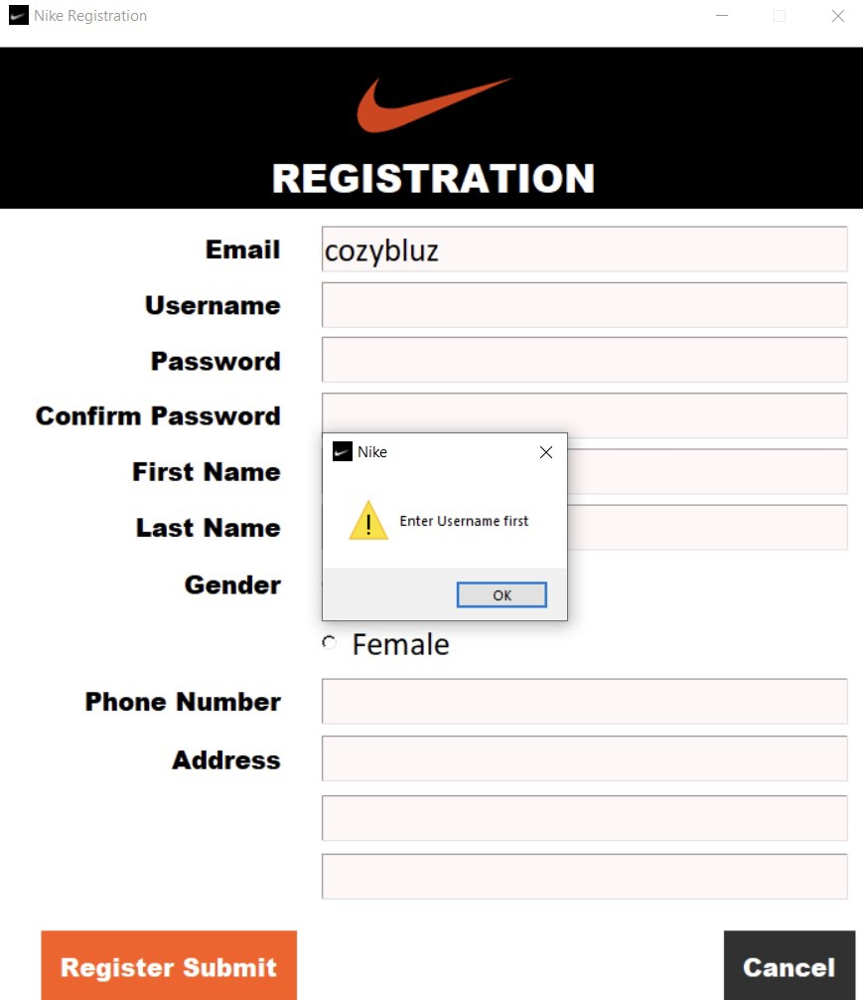 Nike Registration
REGISTRATION
Email
cozybluz
Username
Password
Confirm Password
First Name
Last Name
Gender
Nike
Enter Username first
OK
Female
Phone Number
Address
Register Submit
Cancel